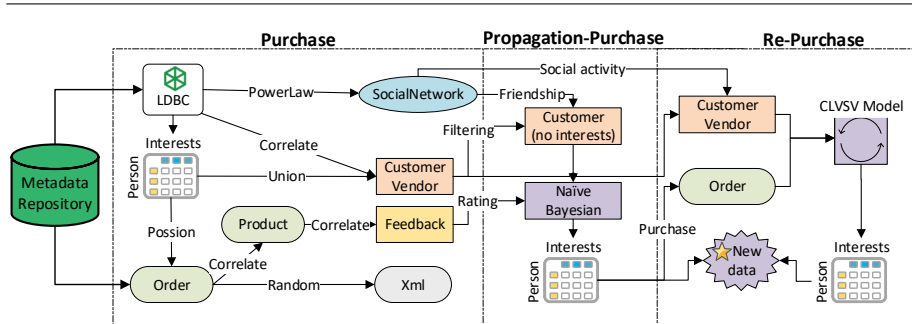 Purchase
Propagation-Purchase
Re-Purchase
LDBC
PowerLaw
SocialNetwork
Social activity
Friendship
Customer
Vendor
CLVSV Model
Customer
(no interests)
Filtering
Interests
Person
Correlate
Union
Customer
Vendor
Metadata
Repository
Naïve
Bayesian
Order
Product
Correlate
Feedback
Rating
Possion
Correlate
Purchase
Interests
Person
New
data
Interests
Person
Order
Random
Xml